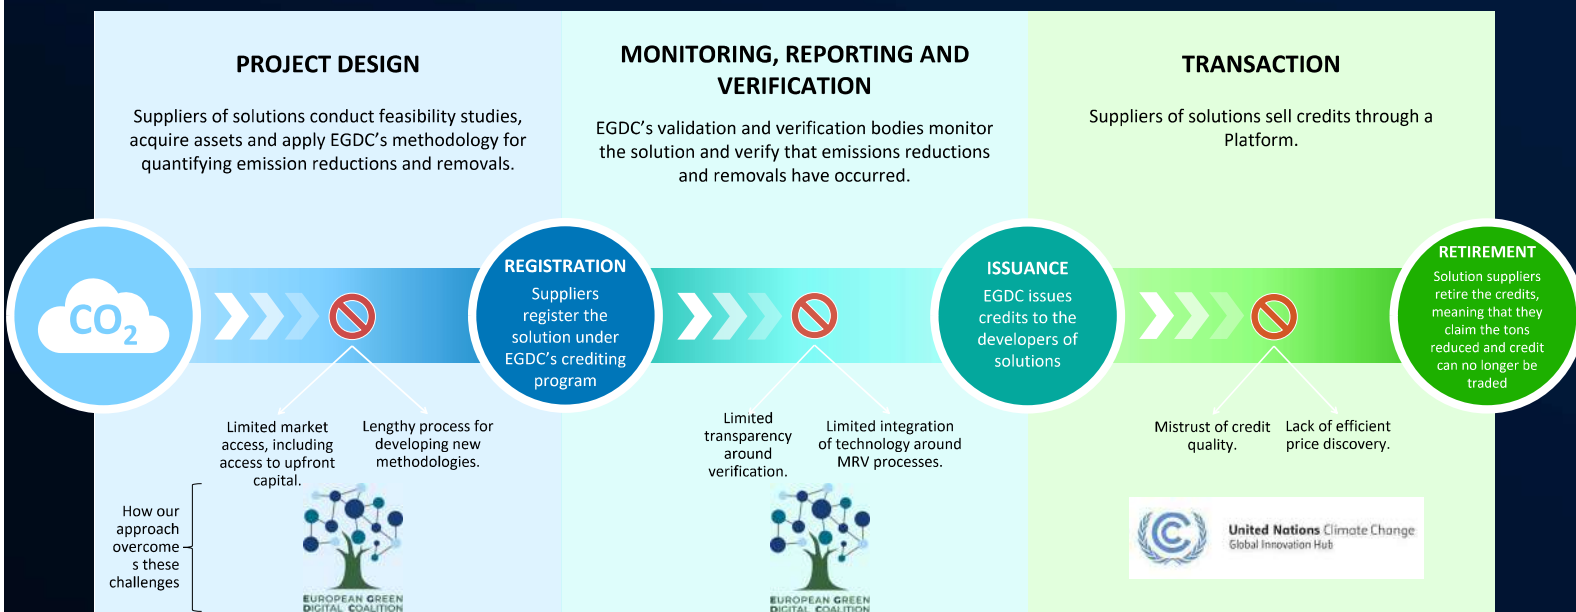 PROJECT DESIGN
Suppliers of solutions conduct feasibility studies,
acquire assets and apply EGDC's methodology for
quantifying emission reductions and removals.
MONITORING, REPORTING AND
VERIFICATION
EGDC's validation and verification bodies monitor
the solution and verify that emissions reductions
and removals have occurred.
TRANSACTION
Suppliers of solutions sell credits through a
Platform.
CO2
REGISTRATION
Suppliers
register the
solution under
EGDC's crediting
program
ISSUANCE
EGDC issues
credits to the
developers of
solutions
RETIREMENT
Solution suppliers
retire the credits,
meaning that they
claim the tons
reduced and credit
can no longer be
traded
Limited market
access, including
access to upfront
capital.
Lengthy process for
developing new
methodologies.
Limited
transparency
around
verification.
Limited integration
of technology around
MRV processes.
Mistrust of credit
quality.
Lack of efficient
price discovery.
How our
approach
overcome
s these
challenges
EUROPEAN GREEN
DIGITAL COALITION
EUROPEAN GREEN
DIGITAL COALITION
United Nations Climate Change
Global Innovation Hub